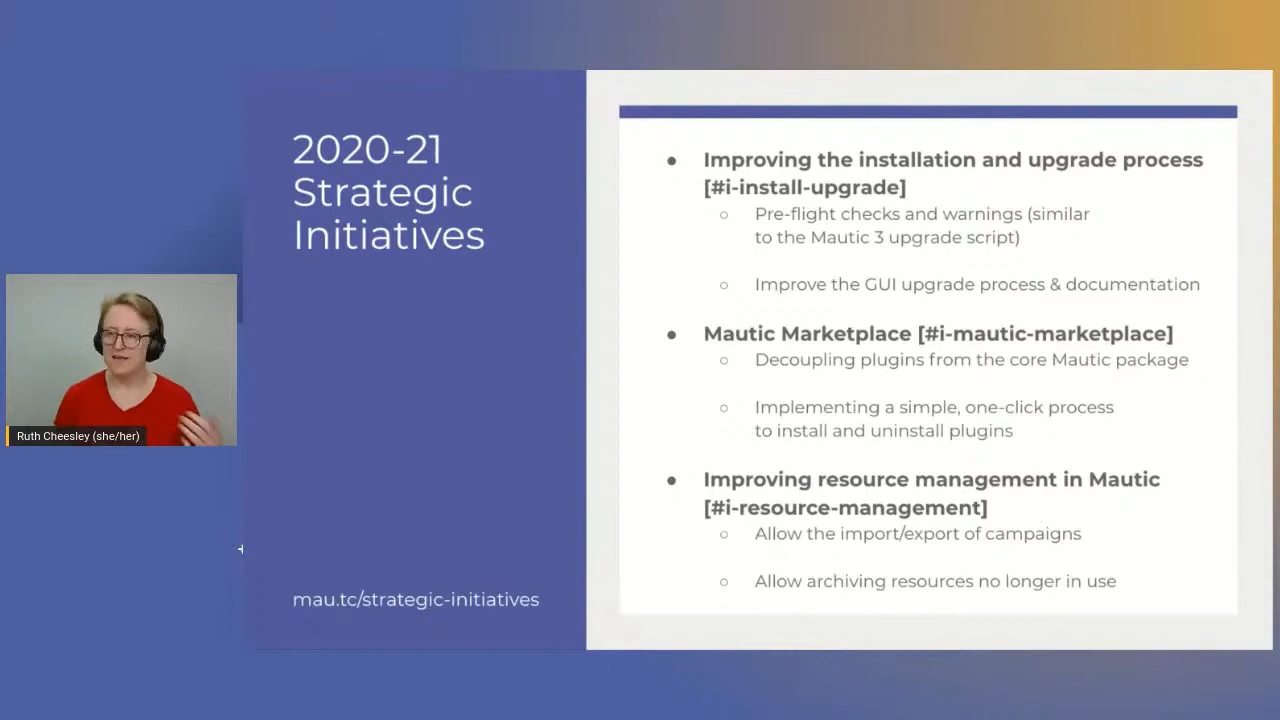 2020-21
Strategic
Initiatives
mau.tc/strategic-initiatives
● Improving the installation and upgrade process
[#i-install-upgrade]
○ Pre-flight checks and warnings (similar
to the Mautic 3 upgrade script)
○ Improve the GUI upgrade process & documentation
● Mautic Marketplace [#i-mautic-marketplace]
○ Decoupling plugins from the core Mautic package
○ Implementing a simple, one-click process
to install and uninstall plugins
● Improving resource management in Mautic
[#i-resource-management]
○ Allow the import/export of campaigns
○ Allow archiving resources no longer in use
Ruth Cheesley (she/her)